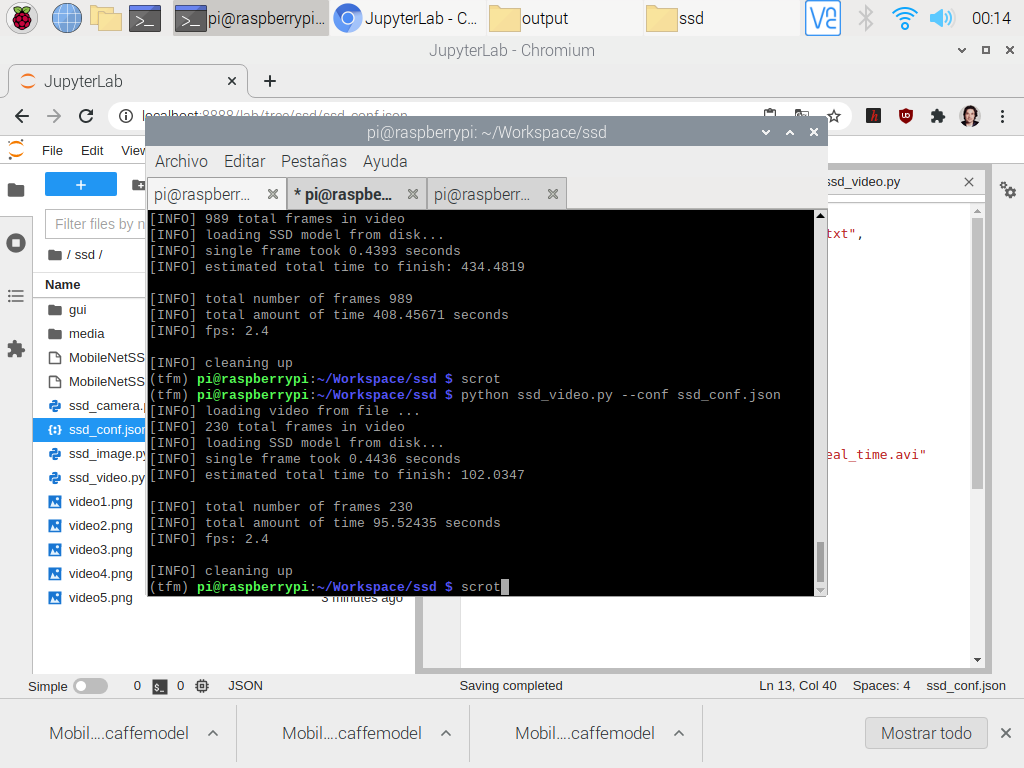 pi@raspberrypi...
JupyterLab - C...
output
ssd
00:14
JupyterLab - Chromium
JupyterLab
localhost:8888/lab/tree/ssd/ssd_conf.json
pi@raspberrypi: ~/Workspace/ssd
File Edit View
Archivo Editar Pestañas Ayuda
pi@raspberr... * pi@raspbe... pi@raspberr...
ssd_video.py
Filter files by n
/ ssd /
Name
gui
media
MobileNetSS
MobileNetSS
ssd_camera.p
ssd_conf.json
ssd_image.py
ssd_video.py
video1.png
video2.png
video3.png
video4.png
video5.png
3 minutes ago
[INFO] 989 total frames in video
[INFO] loading SSD model from disk...
[INFO] single frame took 0.4393 seconds
[INFO] estimated total time to finish: 434.4819
[INFO] total number of frames 989
[INFO] total amount of time 408.45671 seconds
[INFO] fps: 2.4
[INFO] cleaning up
(tfm) pi@raspberrypi:~/Workspace/ssd $ scrot
(tfm) pi@raspberrypi:~/Workspace/ssd $ python ssd_video.py --conf ssd_conf.json
[INFO] loading video from file ...
[INFO] 230 total frames in video
[INFO] loading SSD model from disk...
[INFO] single frame took 0.4436 seconds
[INFO] estimated total time to finish: 102.0347
[INFO] total number of frames 230
[INFO] total amount of time 95.52435 seconds
[INFO] fps: 2.4
[INFO] cleaning up
(tfm) pi@raspberrypi:~/Workspace/ssd $ scrot
txt",
eal_time.avi"
Simple 0 0 JSON Saving completed Ln 13, Col 40 Spaces: 4 ssd_conf.json
Mobil....caffemodel Mobil....caffemodel Mobil....caffemodel Mostrar todo